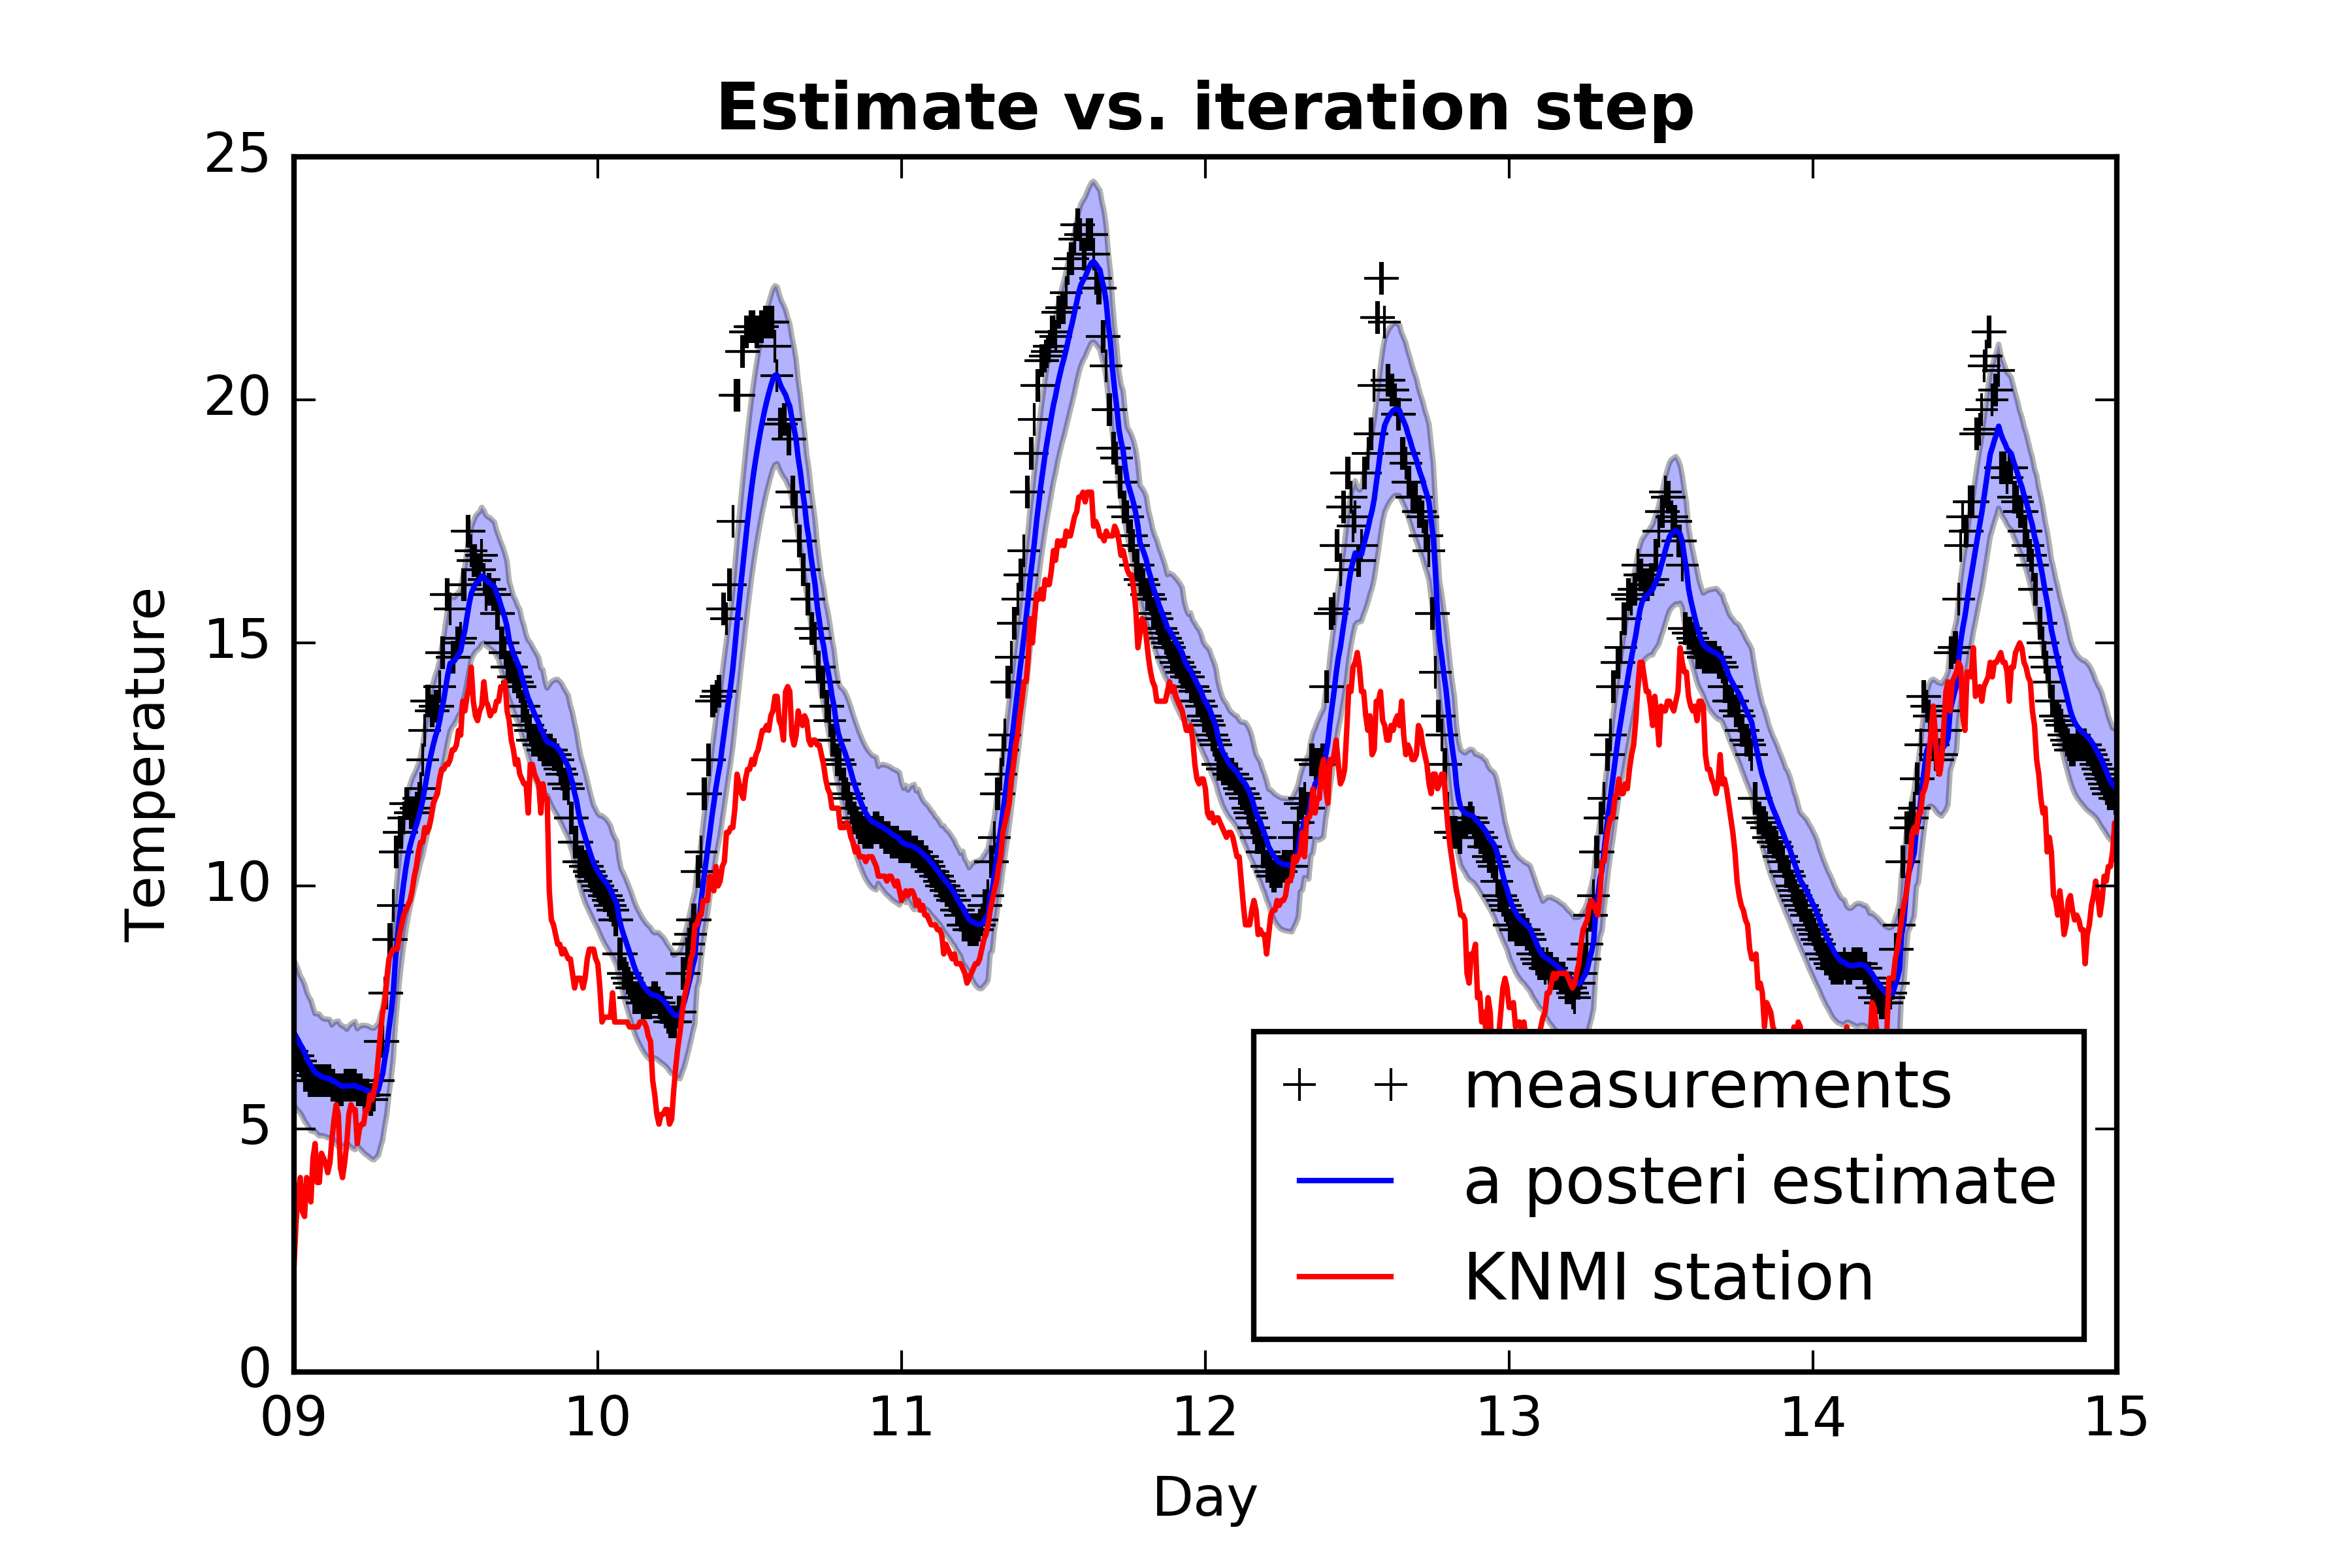 Estimate vs. iteration step
25
20
15
10
5
0
Temperature
09 10 11 12 13 14 15
Day
measurements
a posteri estimate
KNMI station